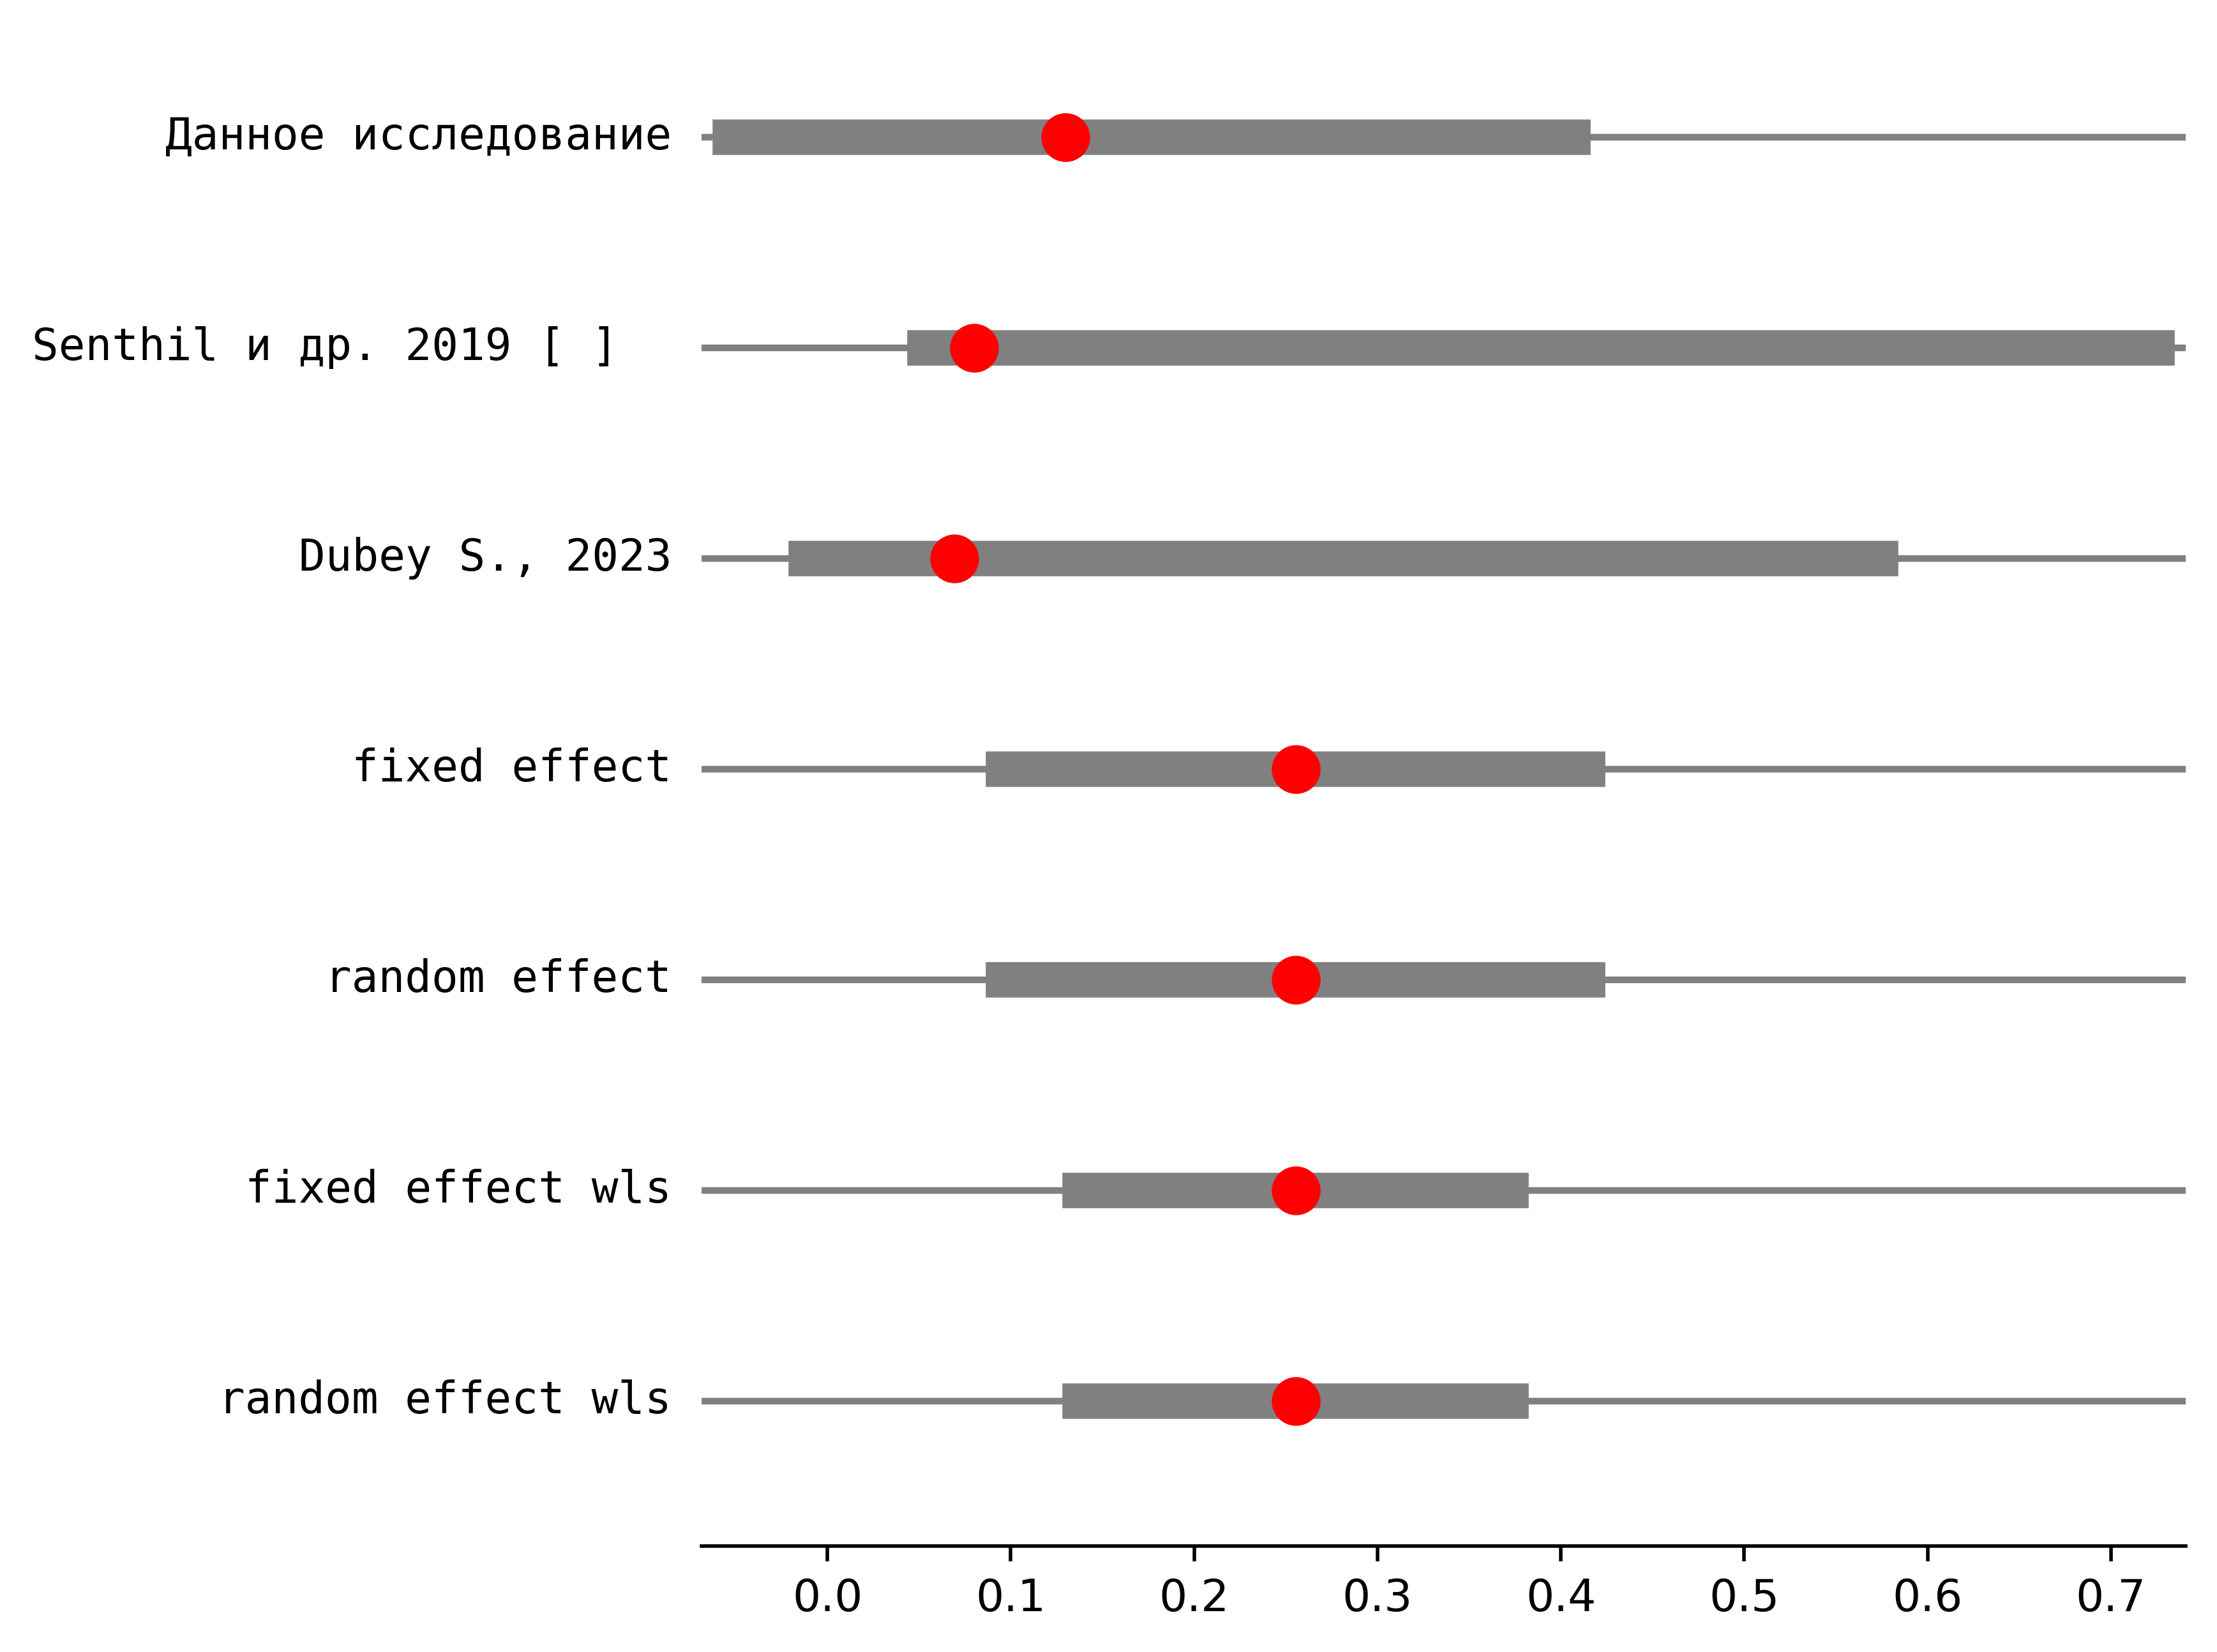 Данное исследование
Senthil и др. 2019 [ ]
Dubey S., 2023
fixed effect
random effect
fixed effect wls
random effect wls
0.0 0.1 0.2 0.3 0.4 0.5 0.6 0.7